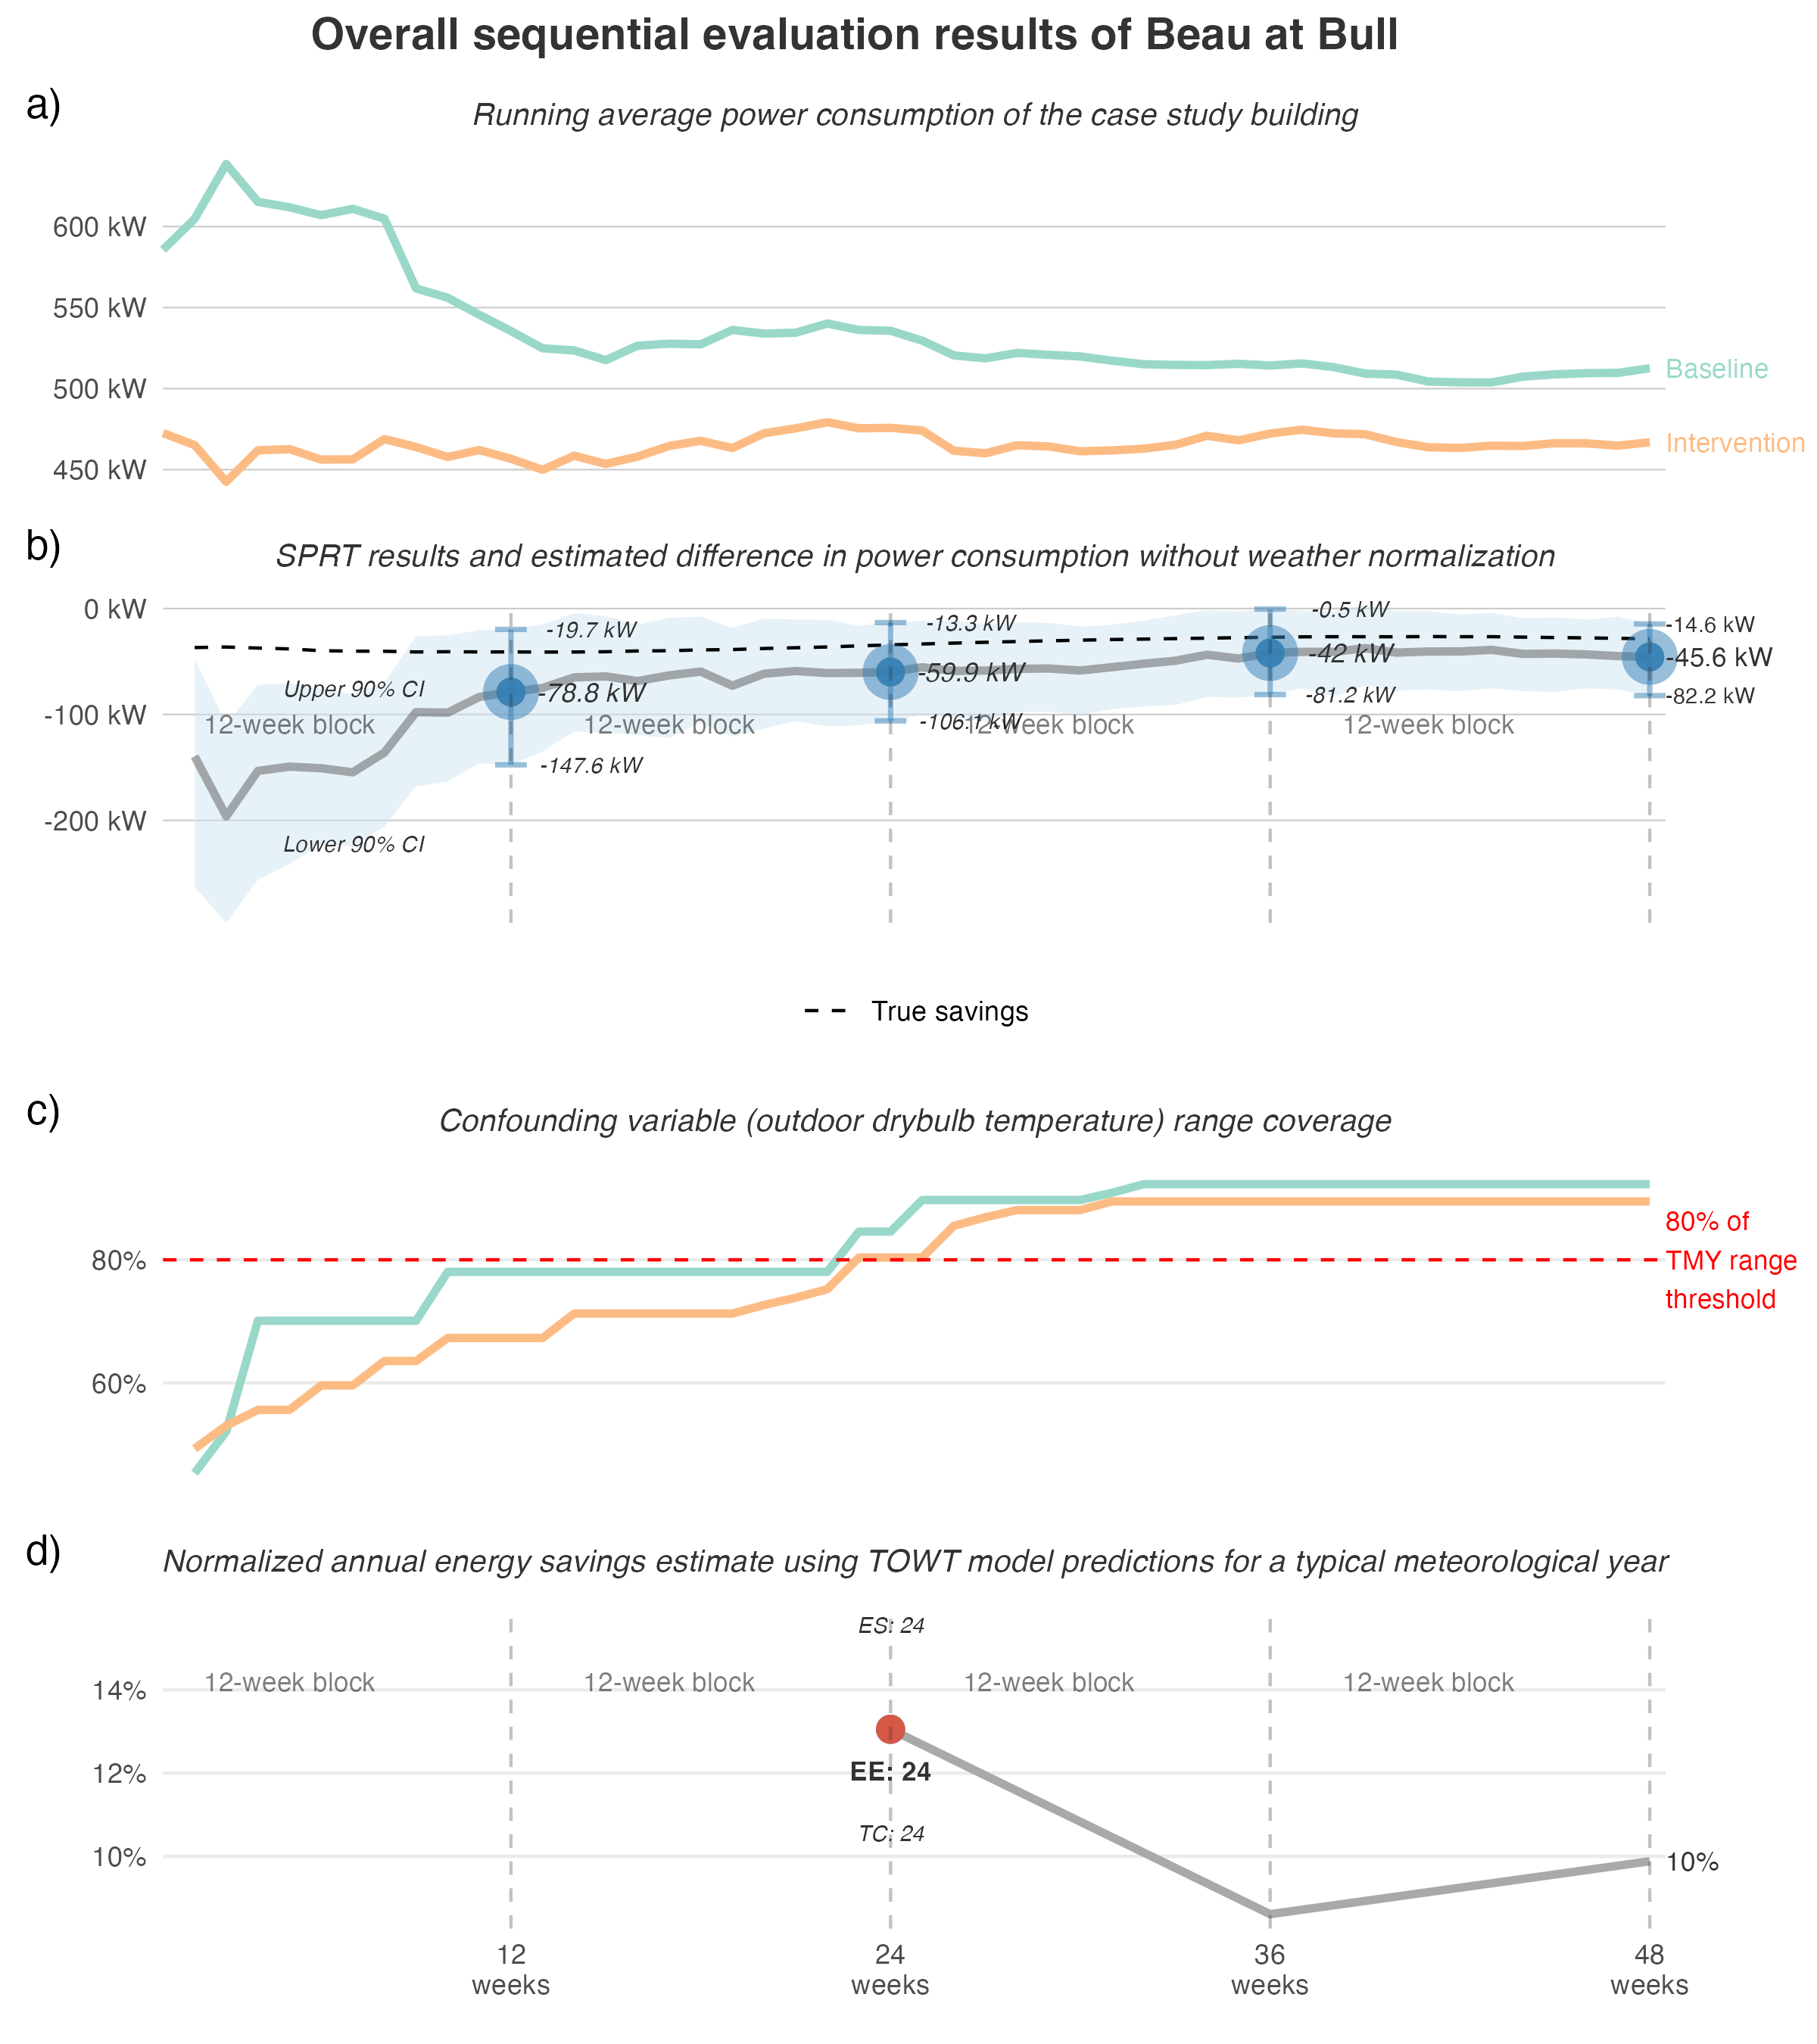 Overall sequential evaluation results of Beau at Bull
a)
Running average power consumption of the case study building
600 kW
550 kW
500 kW
450 kW
Baseline
Intervention
b)
SPRT results and estimated difference in power consumption without weather normalization
0 kW
-100 kW
-200 kW
Upper 90% CI
Lower 90% CI
12-week block
12-week block
12-week block
12-week block
-19.7 kW
-78.8 kW
-147.6 kW
-13.3 kW
-59.9 kW
-106.1 kW
-0.5 kW
-42 kW
-81.2 kW
-14.6 kW
-45.6 kW
-82.2 kW
True savings
c)
Confounding variable (outdoor drybulb temperature) range coverage
80%
60%
80% of
TMY range
threshold
d)
Normalized annual energy savings estimate using TOWT model predictions for a typical meteorological year
14%
12%
10%
12-week block
12-week block
12-week block
12-week block
ES: 24
EE: 24
TC: 24
10%
12
weeks
24
weeks
36
weeks
48
weeks